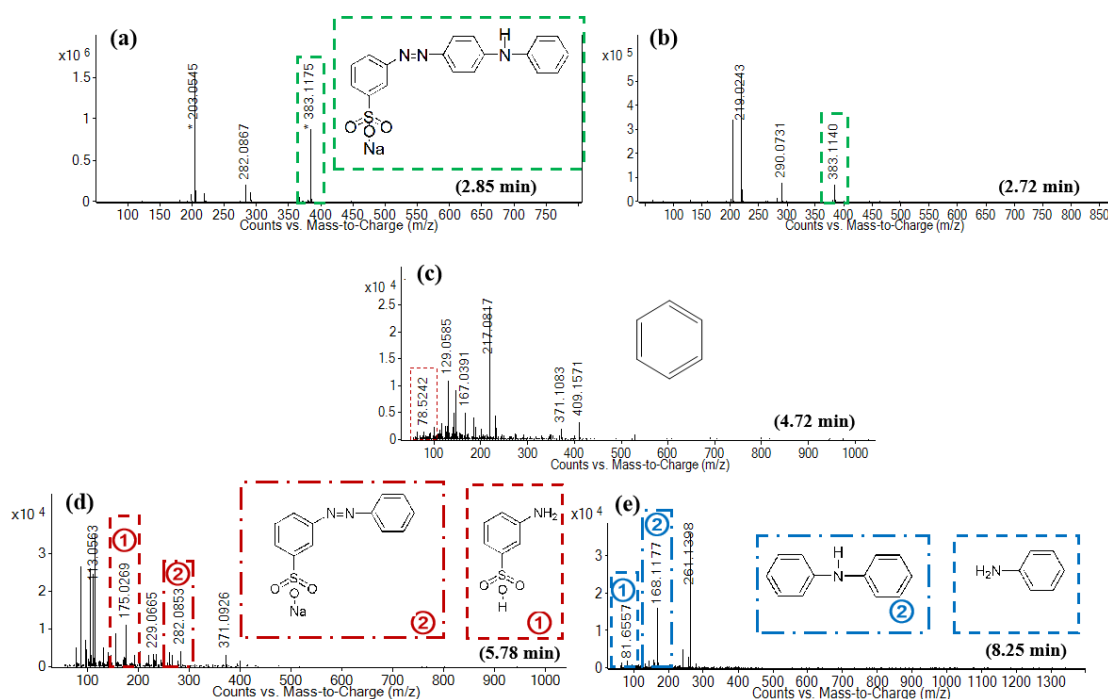 (a)
x10 6
1.5
1
0.5
0
* 203.0545
282.0867
* 383.1175
H
N
N=N
S
O
O
O
Na
(2.85 min)
50 100 150 200 250 300 350 400 450 500 550 600 650 700 750
Counts vs. Mass-to-Charge (m/z)
(b)
x10 5
5
4
3
2
1
0
219.0243
290.0731
383.1140
(2.72 min)
50 100 150 200 250 300 350 400 450 500 550 600 650 700 750 800 850
Counts vs. Mass-to-Charge (m/z)
(c)
x10 4
2.5
2
1.5
1
0.5
0
78.5242
129.0585
167.0391
217.0817
371.1083
409.1571
(4.72 min)
100 200 300 400 500 600 700 800 900 1000
Counts vs. Mass-to-Charge (m/z)
(d)
x10 4
3
2
1
0
113.0563
①
175.0269
229.0665
②
282.0853
371.0926
N=N
S
O
O
O
Na
②
NH2
O
S
O
O
H
①
(5.78 min)
100 200 300 400 500 600 700 800 900 1000
Counts vs. Mass-to-Charge (m/z)
(e)
x10 4
3
2
1
0
①
81.6557
②
168.1177
261.1398
H
N
②
H2N
(8.25 min)
100 200 300 400 500 600 700 800 900 1000 1100 1200 1300
Counts vs. Mass-to-Charge (m/z)